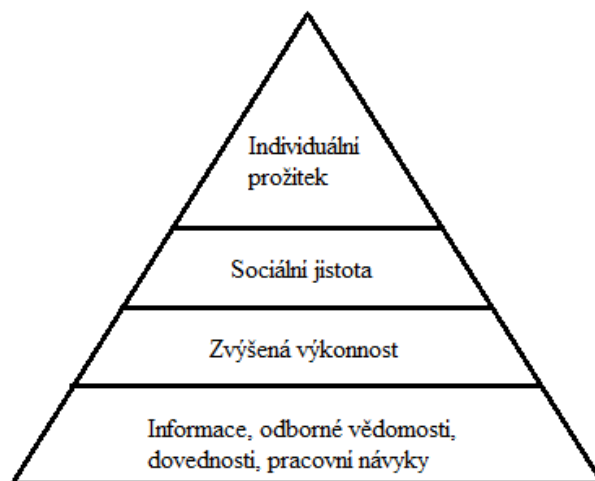 Individuální
prožitek
Sociální jistota
Zvýšená výkonnost
Informace, odborné vědomosti,
dovednosti, pracovní návyky